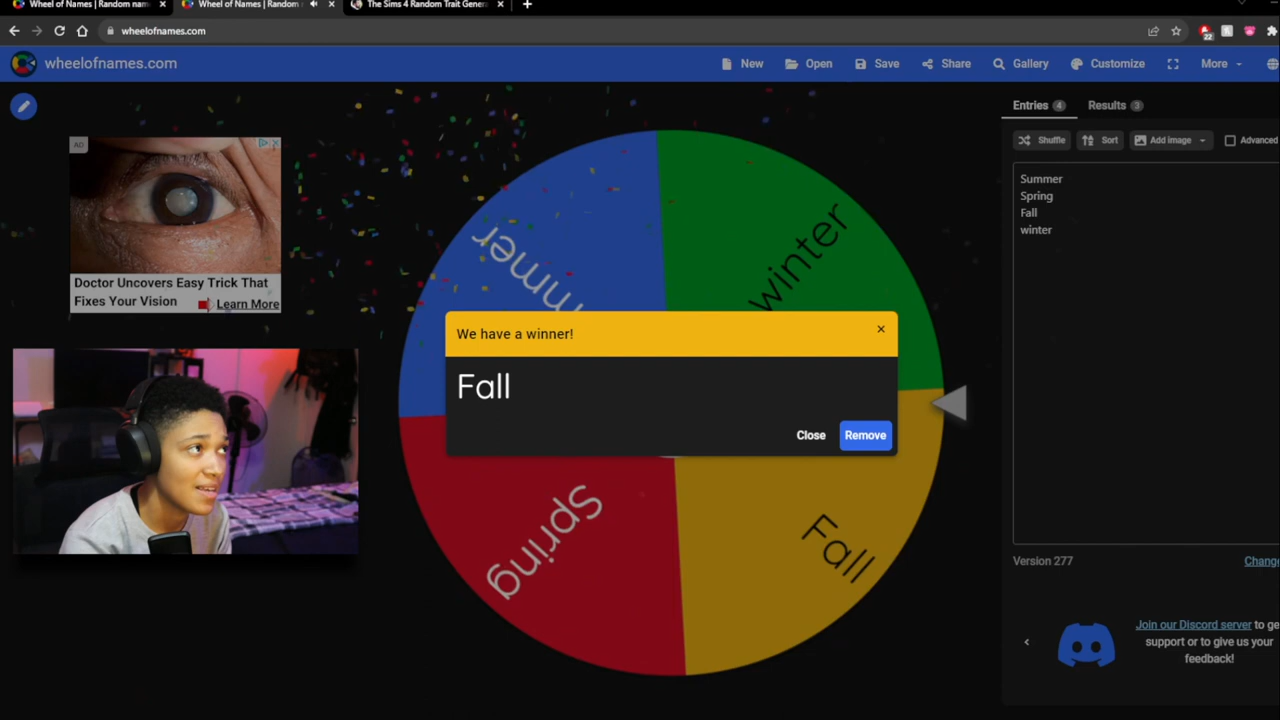 Wheel of Names | Random nam
Wheel of Names | Random
The Sims 4 Random Trait Gener
wheelofnames.com
22
wheelofnames.com
New
Open
Save
Share
Gallery
Customize
More
AD
Doctor Uncovers Easy Trick That
Fixes Your Vision
Learn More
Summer
winter
Spring
Fall
We have a winner!
Fall
Close
Remove
Entries 4
Results 3
Shuffle
Sort
Add image
Advanced
Summer
Spring
Fall
winter
Version 277
Change
Join our Discord server to ge
support or to give us your
feedback!